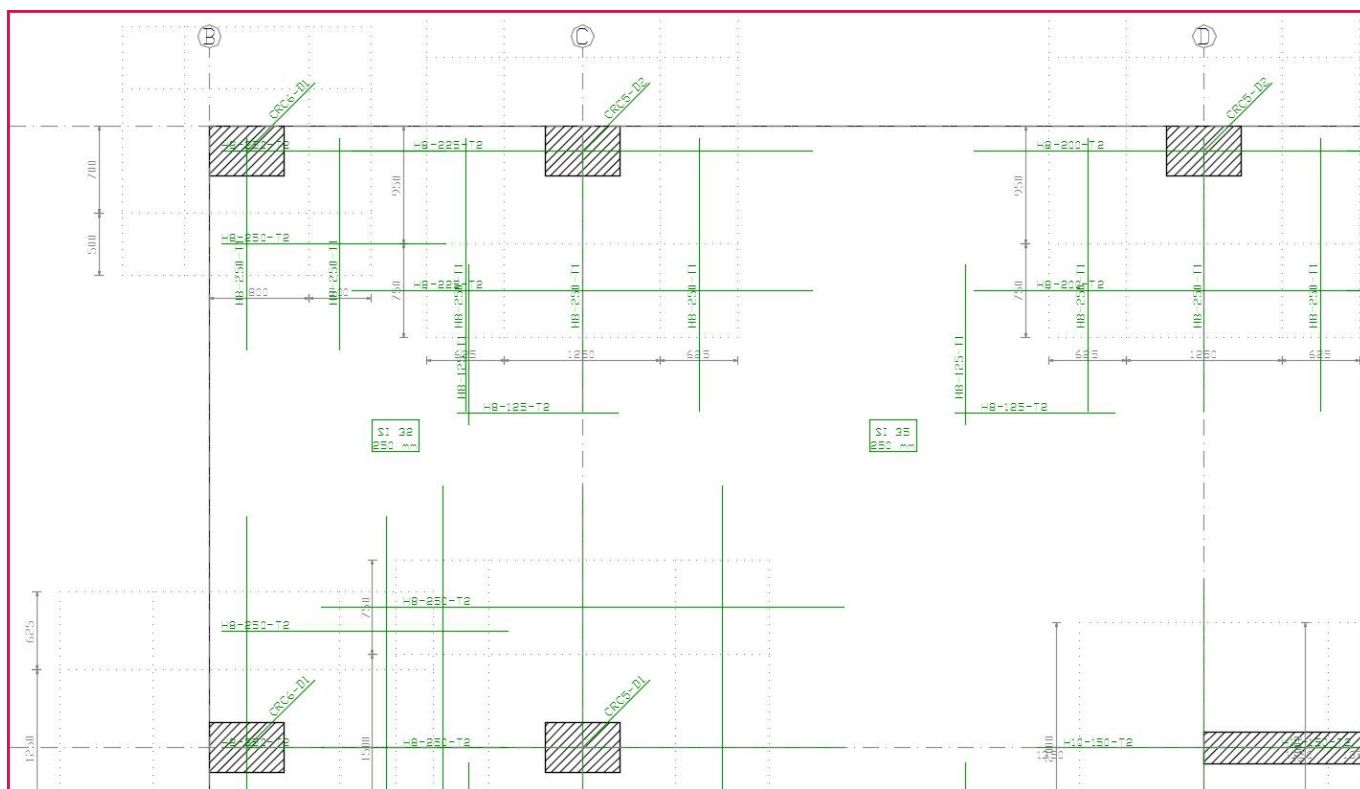 B
C
D
CRC6-D1
CRC5-D2
CRC5-D2
H8-225-T2
H8-200-T2
700
950
950
500
H8-250-T2
H8-250-T1
H8-250-T1
800
750
H8-225-T2
H8-250-T1
H8-250-T1
H8-250-T1
750
H8-200-T2
H8-250-T1
H8-250-T1
H8-250-T1
625
1250
625
625
1250
625
H8-125-T1
H8-125-T1
H8-125-T2
H8-125-T2
SI 32
250 mm
SI 35
250 mm
625
750
H8-250-T2
H8-250-T2
CRC6-D1
CRC5-D1
1250
1500
H8-250-T2
H10-150-T2